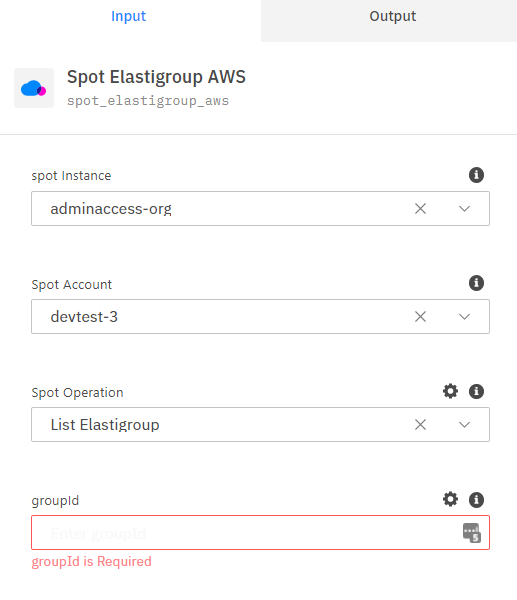 Input
Output
Spot Elastigroup AWS
spot_elastigroup_aws
spot Instance
adminaccess-org
Spot Account
devtest-3
Spot Operation
List Elastigroup
groupId
Enter groupId
5
groupId is Required